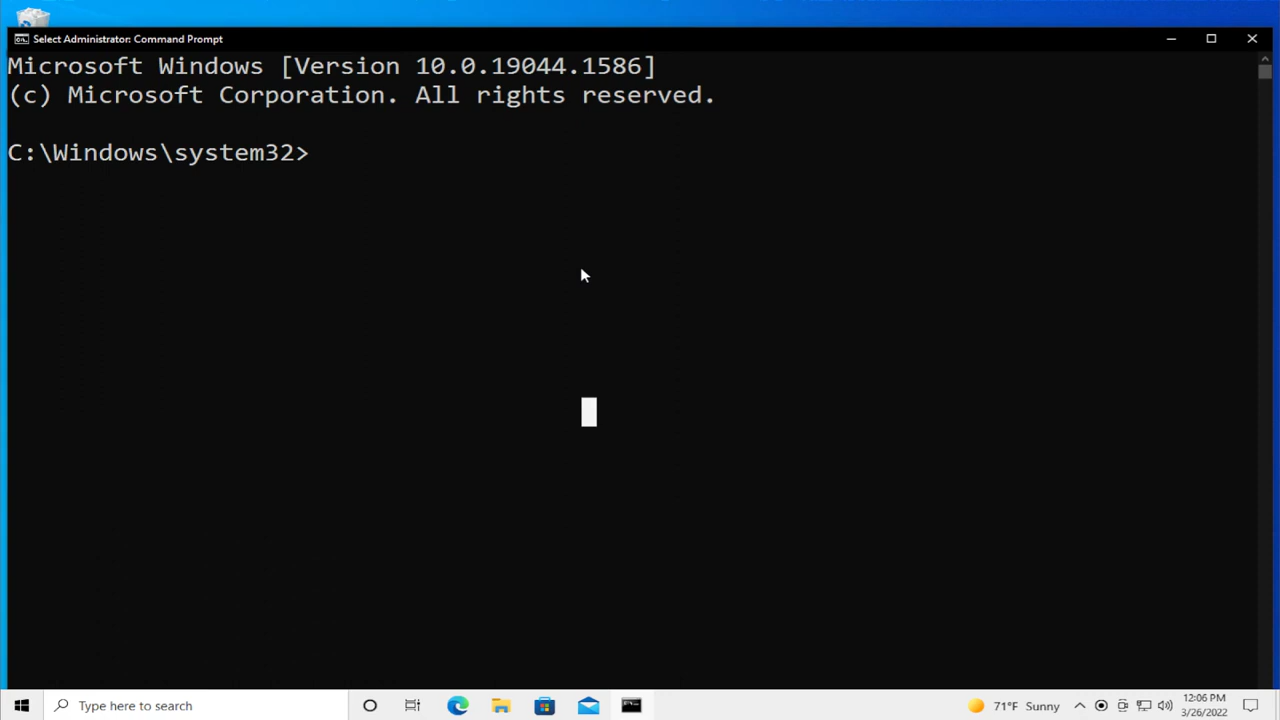 Select Administrator: Command Prompt
Microsoft Windows [Version 10.0.19044.1586]
(c) Microsoft Corporation. All rights reserved.
C:\Windows\system32>
Type here to search
71°F Sunny
12:06 PM
3/26/2022